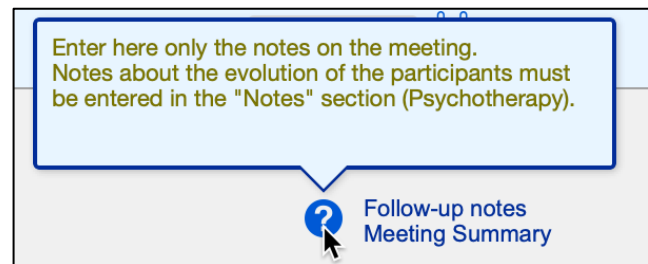 Enter here only the notes on the meeting.
Notes about the evolution of the participants must
be entered in the "Notes" section (Psychotherapy).
?
Follow-up notes
Meeting Summary